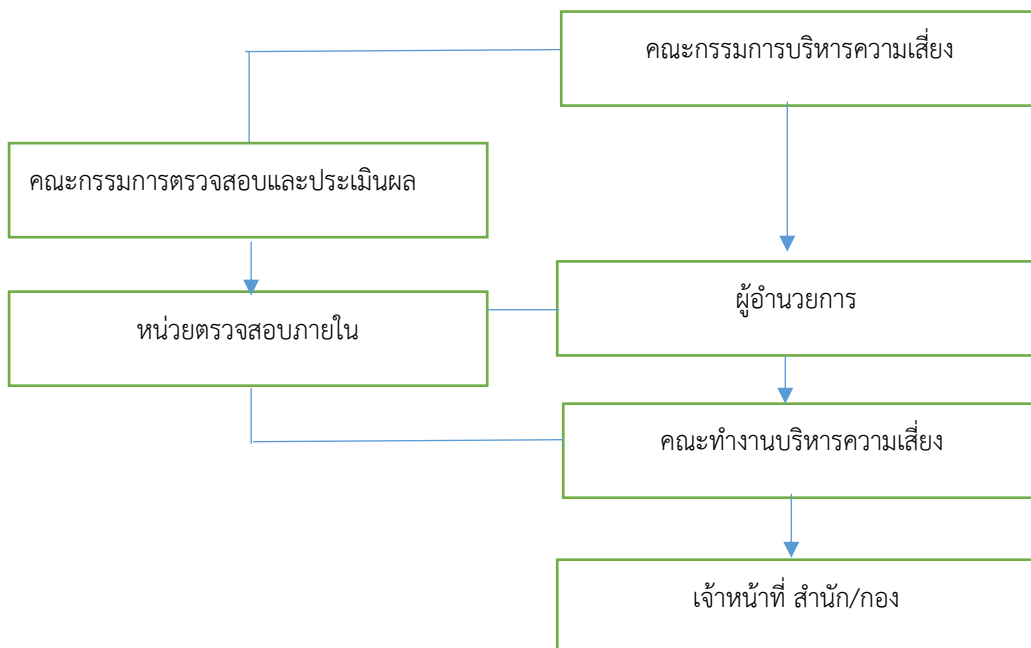 คณะกรรมการบริหารความเสี่ยง
คณะกรรมการตรวจสอบและประเมินผล
ผู้อำนวยการ
หน่วยตรวจสอบภายใน
คณะทำงานบริหารความเสี่ยง
เจ้าหน้าที่ สำนัก/กอง